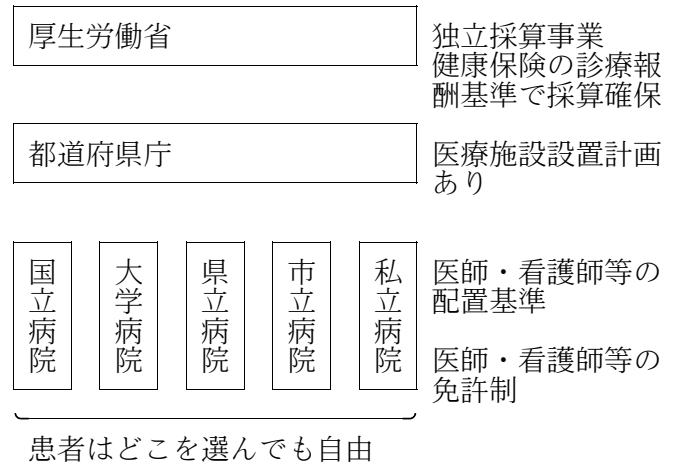 厚生労働省
独立採算事業
健康保険の診療報
酬基準で採算確保
都道府県庁
医療施設設置計画
あり
国立病院
大学病院
県立病院
市立病院
私立病院
医師・看護師等の
配置基準
医師・看護師等の
免許制
患者はどこを選んでも自由